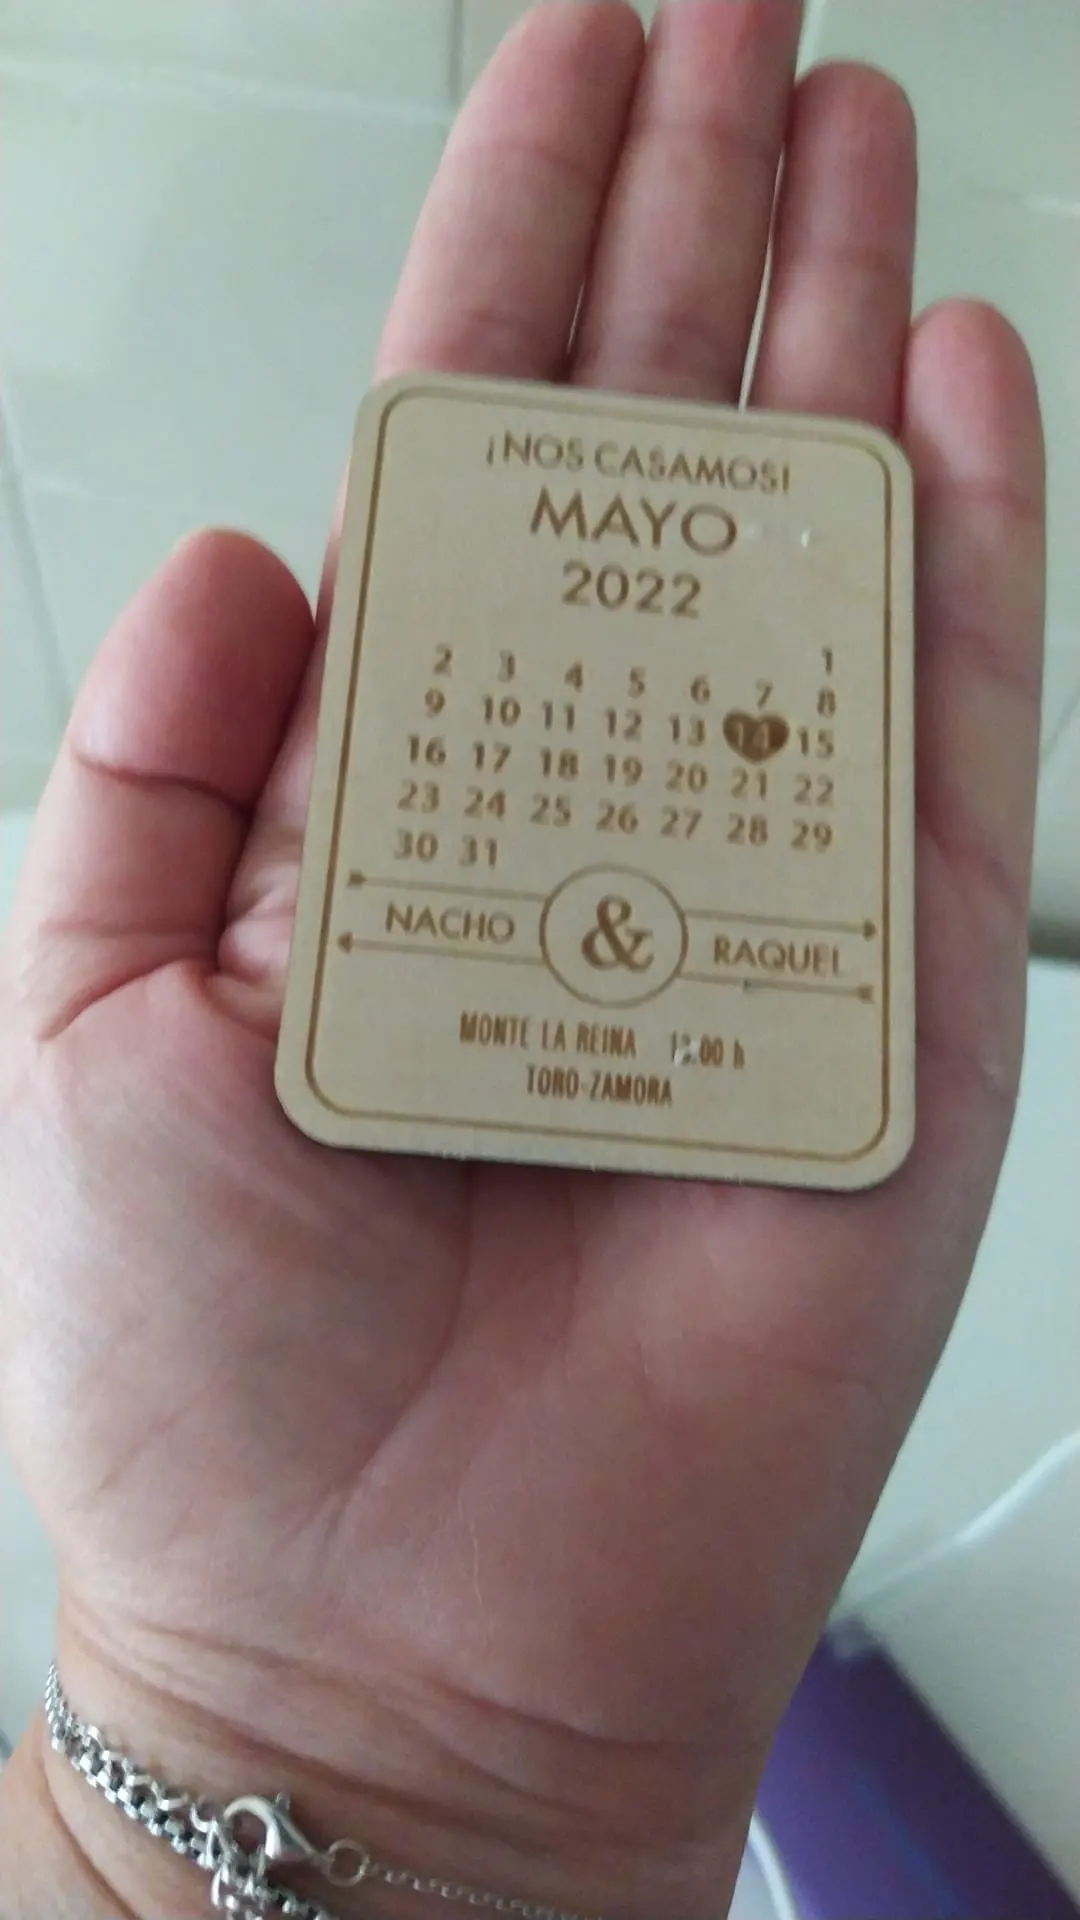 ¡NOS CASAMOS!
MAYO
2022
1
2 3 4 5 6 7 8
9 10 11 12 13 14 15
16 17 18 19 20 21 22
23 24 25 26 27 28 29
30 31
NACHO & RAQUEL
MONTE LA REINA
TORO-ZAMORA